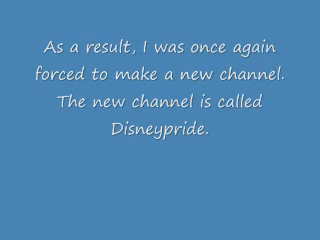 As a result, I was once again
forced to make a new channel.
The new channel is called
Disneypride.